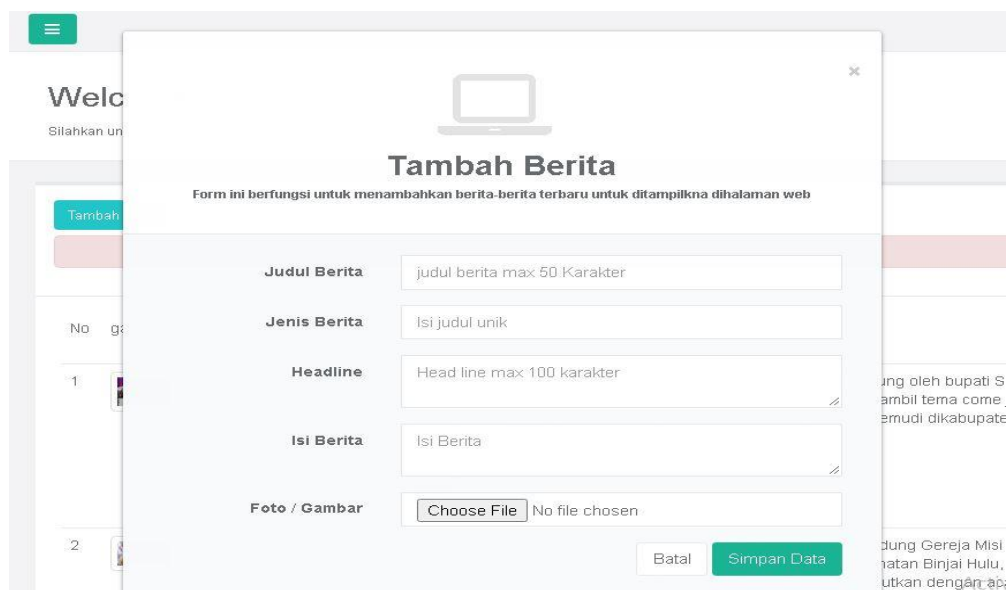 ×
Welc
Silahkan un
Tambah Berita
Form ini berfungsi untuk menambahkan berita-berita terbaru untuk ditampilkna dihalaman web
Tambah
Judul Berita judul berita max 50 Karakter
Jenis Berita Isi judul unik
No ga
Headline Head line max 100 karakter
1
ung oleh bupati S
ambil tema come
emudi dikabupate
Isi Berita Isi Berita
Foto / Gambar Choose File No file chosen
Batal Simpan Data
2
dung Gereja Misi
natan Binjai Hulu,
utkan dengan